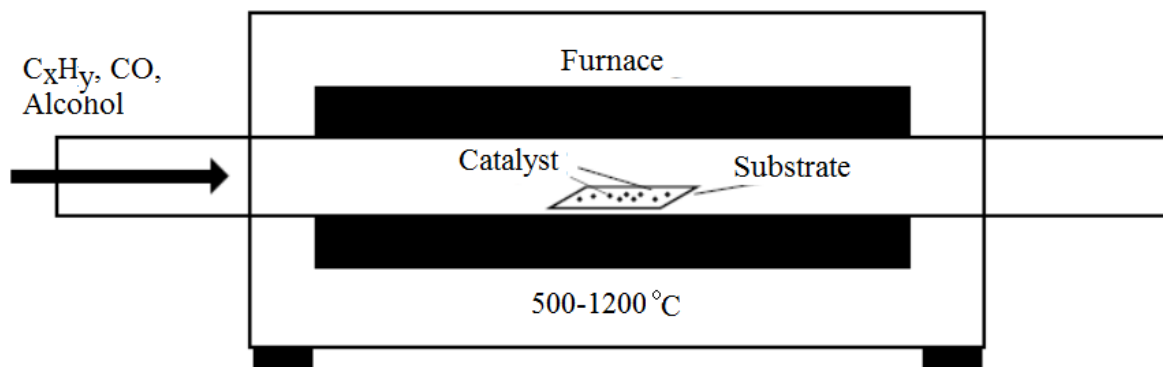 CxHy, CO,
Alcohol
Furnace
Catalyst
Substrate
500-1200 °C